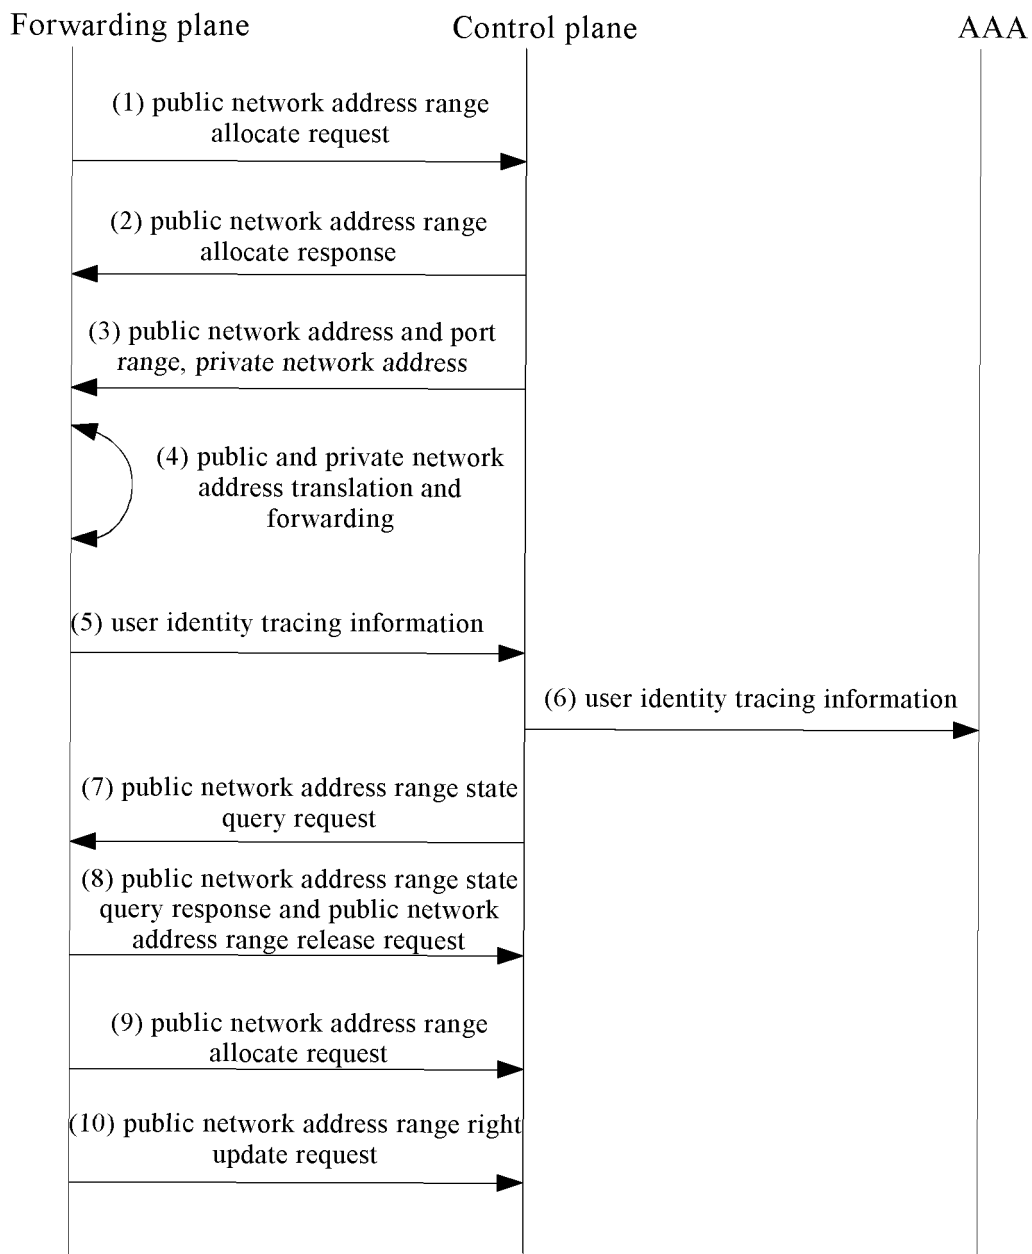 Forwarding plane
Control plane
AAA
(1) public network address range
allocate request
(2) public network address range
allocate response
(3) public network address and port
range, private network address
(4) public and private network
address translation and
forwarding
(5) user identity tracing information
(6) user identity tracing information
(7) public network address range state
query request
(8) public network address range state
query response and public network
address range release request
(9) public network address range
allocate request
(10) public network address range right
update request